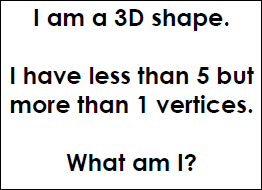 I am a 3D shape.
I have less than 5 but
more than 1 vertices.
What am I?